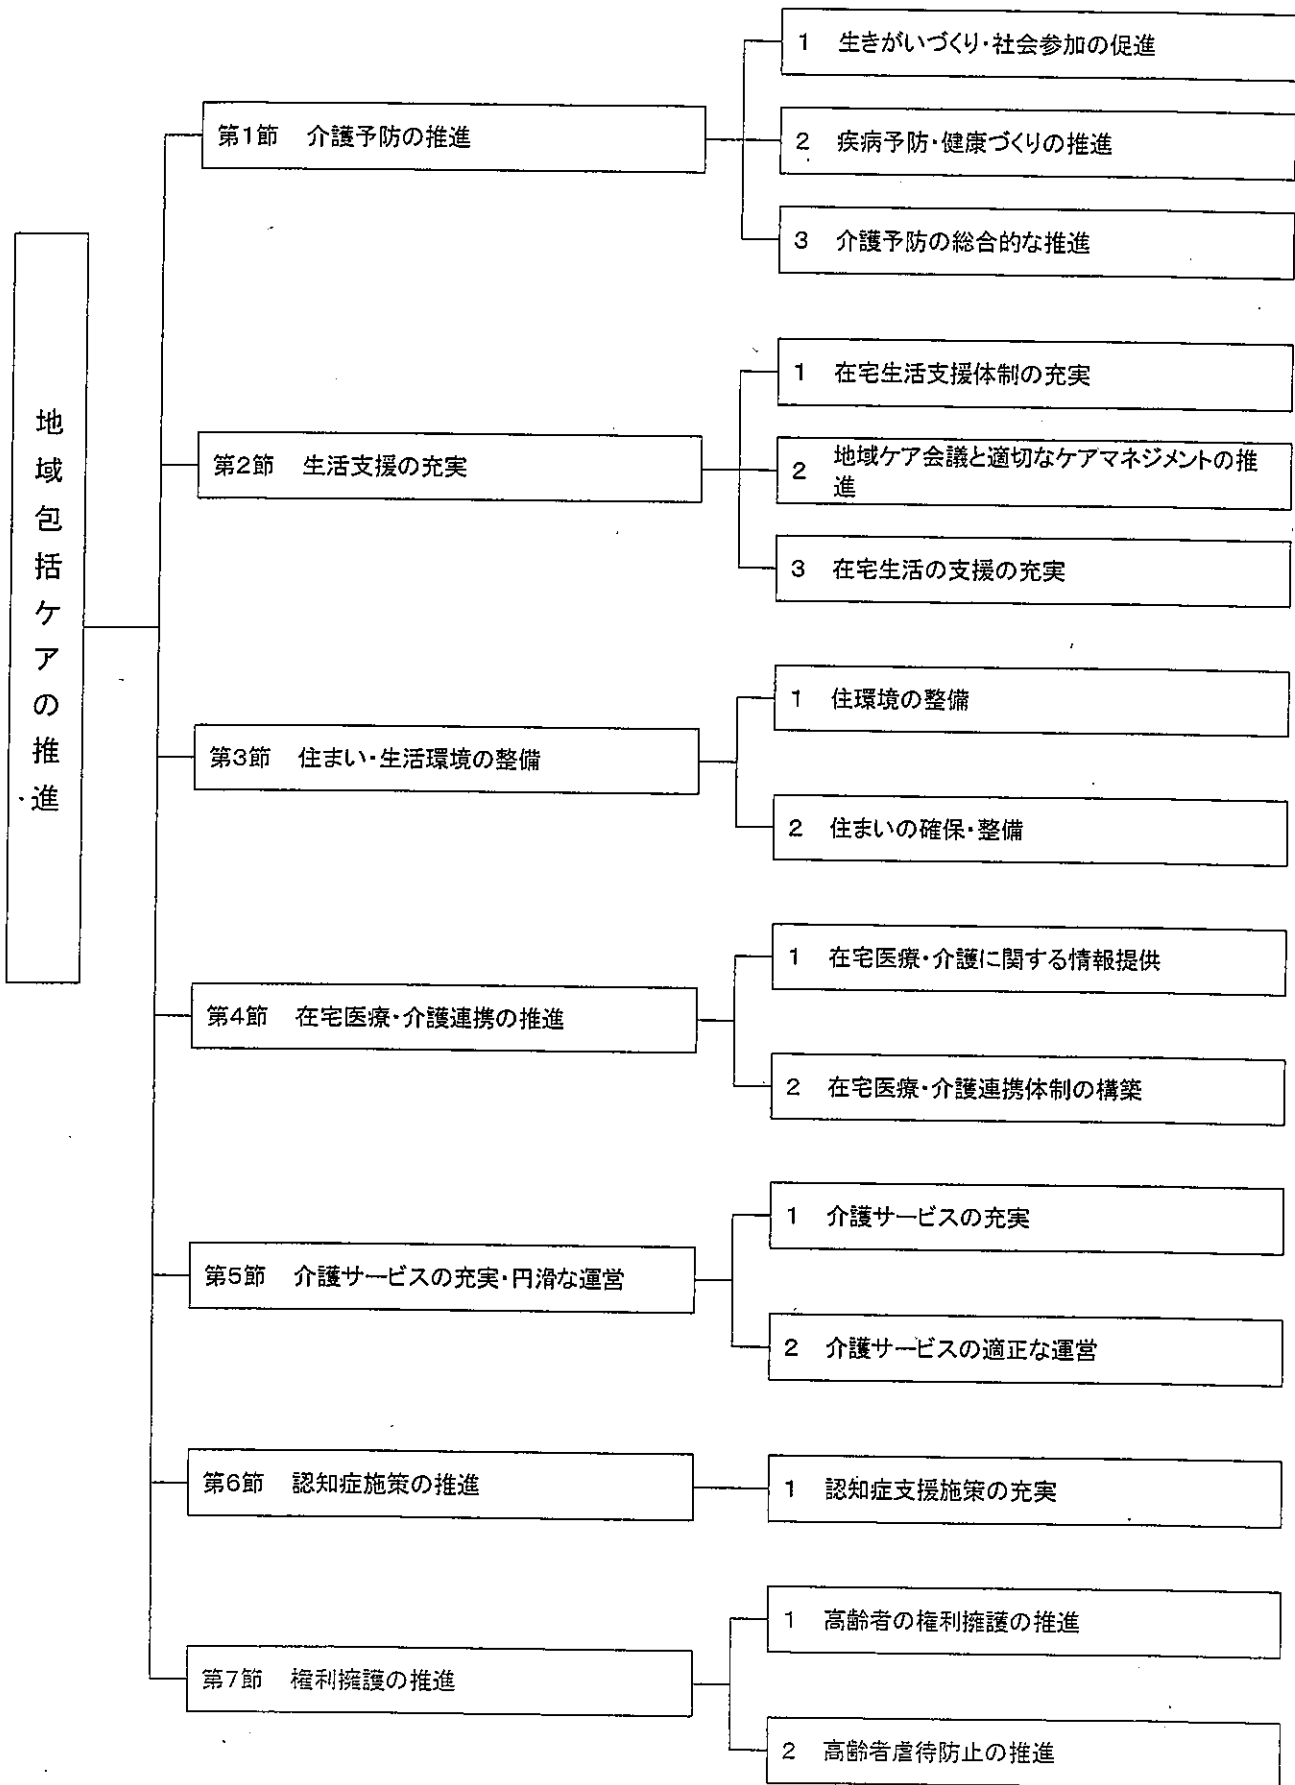 地域包括ケアの推進
第1節 介護予防の推進
1 生きがいづくり・社会参加の促進
2 疾病予防・健康づくりの推進
3 介護予防の総合的な推進
第2節 生活支援の充実
1 在宅生活支援体制の充実
2 地域ケア会議と適切なケアマネジメントの推
進
3 在宅生活の支援の充実
第3節 住まい・生活環境の整備
1 住環境の整備
2 住まいの確保・整備
第4節 在宅医療・介護連携の推進
1 在宅医療・介護に関する情報提供
2 在宅医療・介護連携体制の構築
第5節 介護サービスの充実・円滑な運営
1 介護サービスの充実
2 介護サービスの適正な運営
第6節 認知症施策の推進
1 認知症支援施策の充実
第7節 権利擁護の推進
1 高齢者の権利擁護の推進
2 高齢者虐待防止の推進